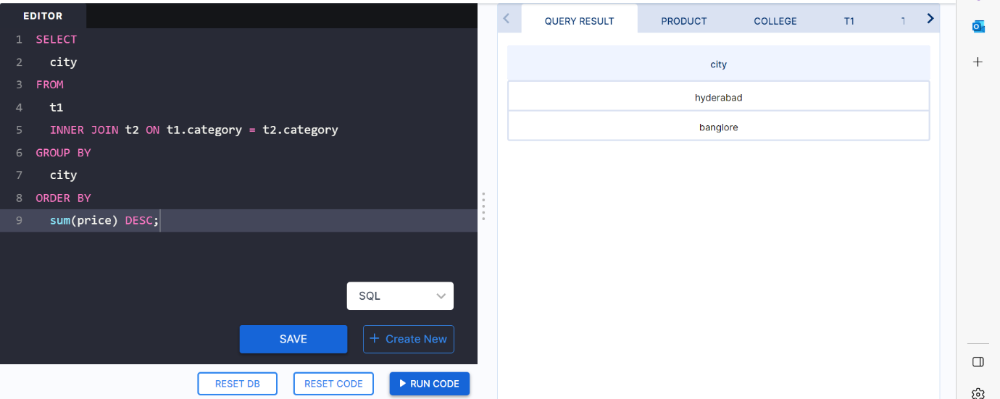 EDITOR
1 SELECT
2 city
3 FROM
4 t1
5 INNER JOIN t2 ON t1.category = t2.category
6 GROUP BY
7 city
8 ORDER BY
9 sum(price) DESC;
SQL
SAVE
+ Create New
RESET DB
RESET CODE
RUN CODE
QUERY RESULT PRODUCT COLLEGE T1
city
hyderabad
banglore